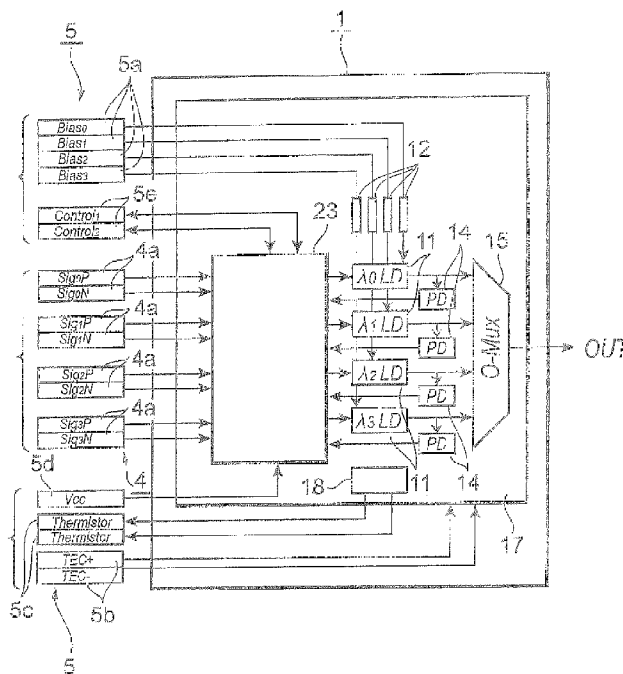 1
5
5a
Bias0
Bias1
Bias2
Bias3
12
5e
Control1
Control2
23
4a
Sig0P
Sig0N
11
14
15
λ0 LD
PD
4a
Sig1P
Sig1N
λ1 LD
PD
O-Mux
OUT
4a
Sig2P
Sig2N
λ2 LD
PD
4a
Sig3P
Sig3N
λ3 LD
PD
5d
4
18
11
14
Vcc
Thermistor
Thermistor
17
TEC+
TEC-
5c
5b
5